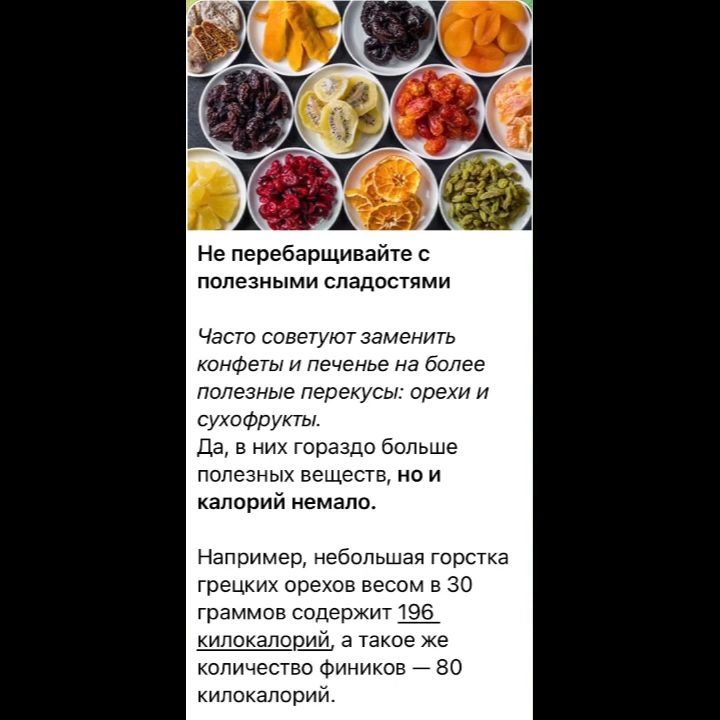 Не перебарщивайте с
полезными сладостями
Часто советуют заменить
конфеты и печенье на более
полезные перекусы: орехи и
сухофрукты.
Да, в них гораздо больше
полезных веществ, но и
калорий немало.
Например, небольшая горстка
грецких орехов весом в 30
граммов содержит 196
килокалорий, а такое же
количество фиников — 80
килокалорий.